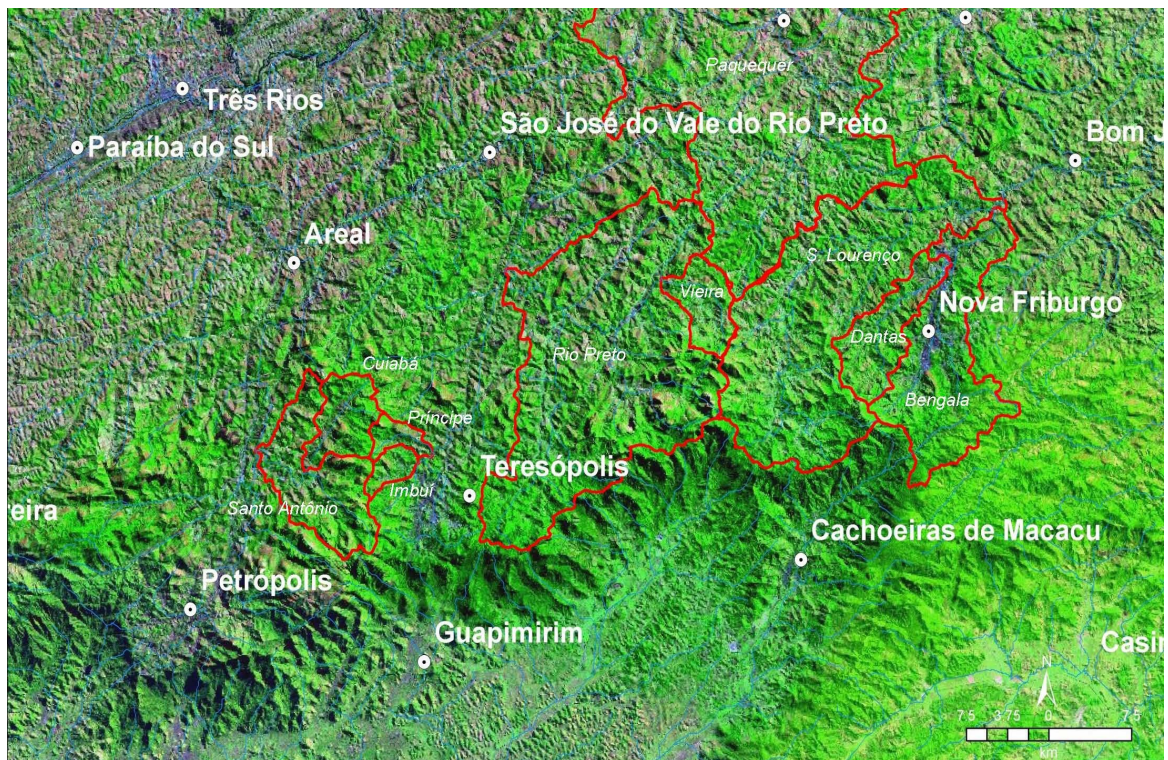 Paquequer
Três Rios
São José do Vale do Rio Preto
Paraíba do Sul
Bom J
Areal
S. Lourenço
Vieira
Nova Friburgo
Dantas
Rio Preto
Cuiabá
Bengala
Príncipe
Teresópolis
Imbuí
Santo Antônio
eira
Cachoeiras de Macacu
Petrópolis
Guapimirim
Casi
N
7.5 3.75 0 7.5
km